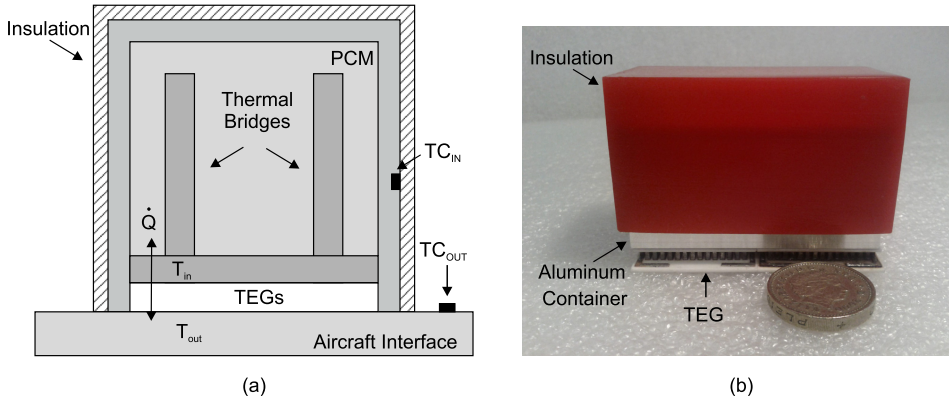 Insulation
PCM
Thermal
Bridges
TC_IN
Q̇
T_in
TC_OUT
TEGs
T_out
Aircraft Interface
(a)
Insulation
Aluminum
Container
TEG
(b)